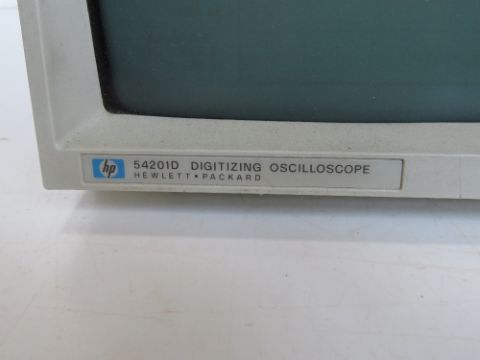 hp 54201D DIGITIZING OSCILLOSCOPE
HEWLETT•PACKARD